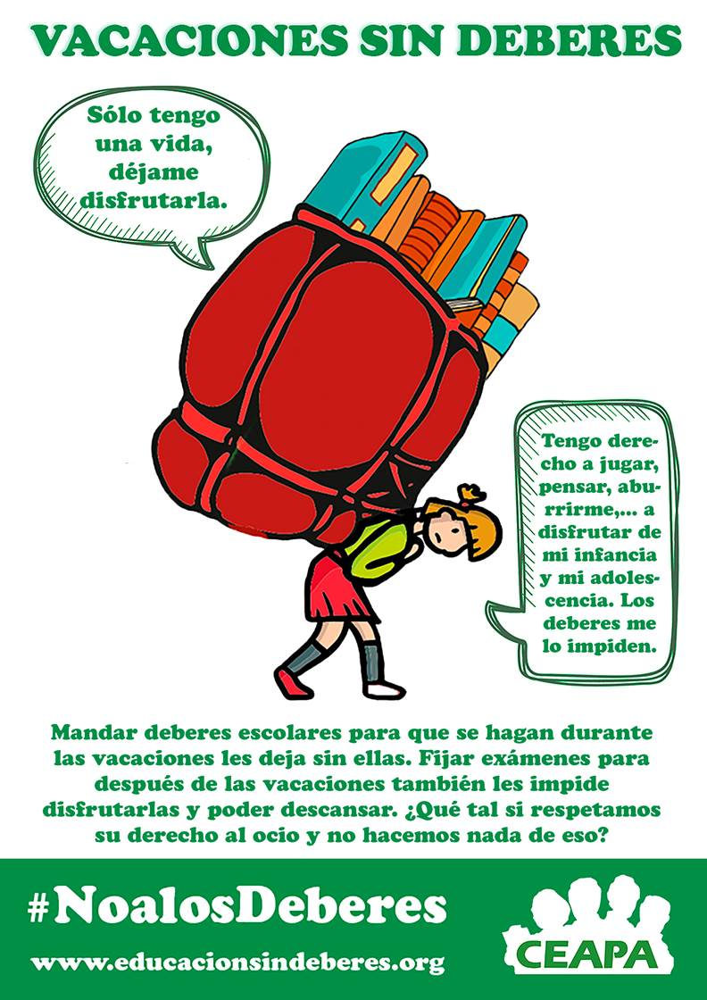 VACACIONES SIN DEBERES
Sólo tengo
una vida,
déjame
disfrutarla.
Tengo dere-
cho a jugar,
pensar, abu-
rrirme,... a
disfrutar de
mi infancia
y mi adoles-
cencia. Los
deberes me
lo impiden.
Mandar deberes escolares para que se hagan durante
las vacaciones les deja sin ellas. Fijar exámenes para
después de las vacaciones también les impide
disfrutarlas y poder descansar. ¿Qué tal si respetamos
su derecho al ocio y no hacemos nada de eso?
#NoalosDeberes
www.educacionsindeberes.org
CEAPA